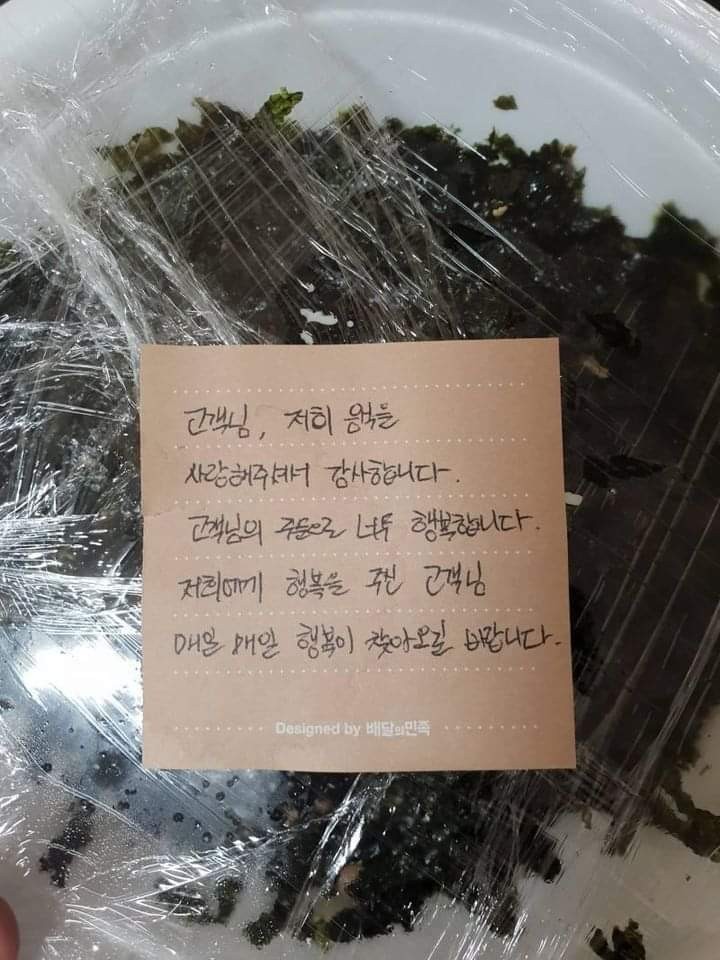 고객님, 저희 음식을
사랑해주셔서 감사합니다.
고객님의 주문으로 너무 행복합니다.
저희에게 행복을 주신 고객님
매일 매일 행복이 찾아오길 바랍니다.
Designed by 배달의민족